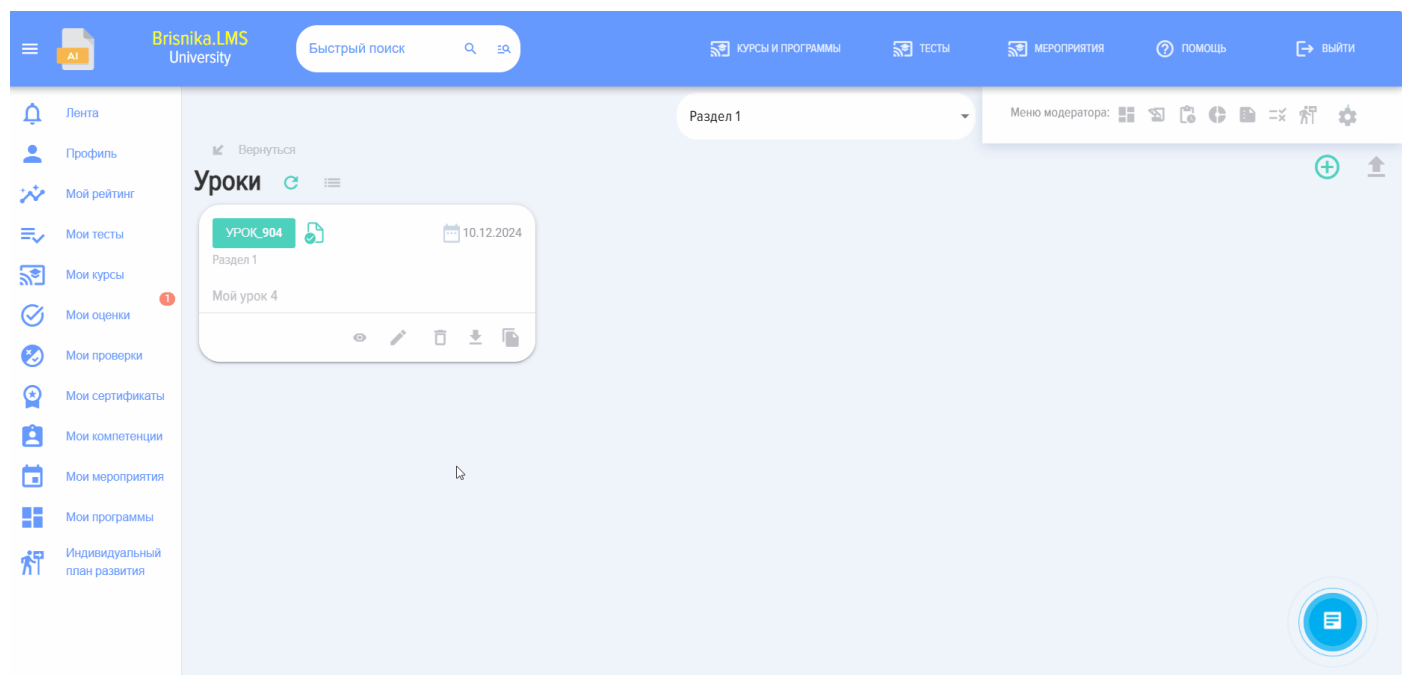 AI
Brisnika.LMS
University
Быстрый поиск
КУРСЫ И ПРОГРАММЫ
ТЕСТЫ
МЕРОПРИЯТИЯ
ПОМОЩЬ
ВЫЙТИ
Раздел 1
Меню модератора:
Лента
Профиль
Мой рейтинг
Мои тесты
Мои курсы
1
Мои оценки
Мои проверки
Мои сертификаты
Мои компетенции
Мои мероприятия
Мои программы
Индивидуальный
план развития
Вернуться
Уроки
УРОК_904
10.12.2024
Раздел 1
Мой урок 4